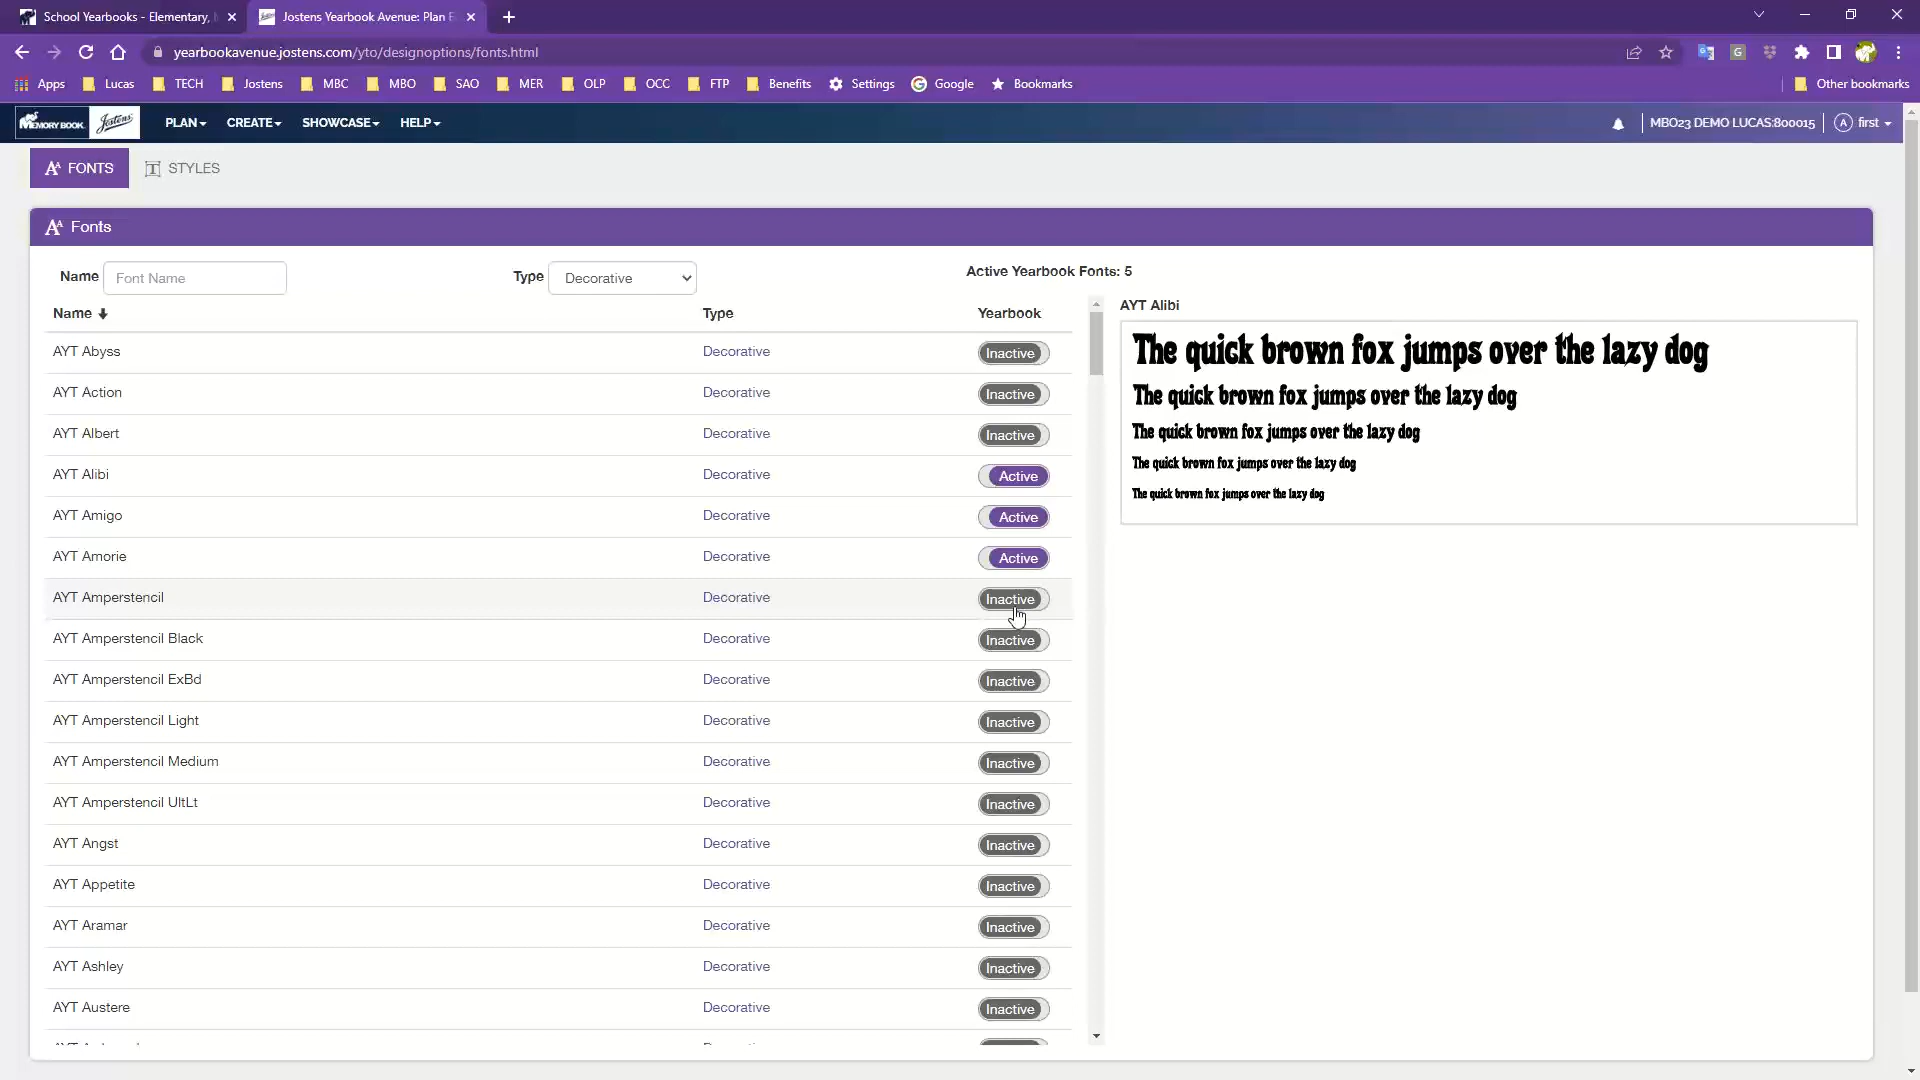 School Yearbooks - Elementary,
Jostens Yearbook Avenue: Plan
yearbookavenue.jostens.com/yto/designoptions/fonts.html
Apps Lucas TECH Jostens MBC MBO SAO MER OLP OCC FTP Benefits Settings Google Bookmarks Other bookmarks
MEMORY BOOK. Jostens PLAN CREATE SHOWCASE HELP MBO23 DEMO LUCAS:800015 A first
FONTS STYLES
Fonts
Name Font Name Type Decorative Active Yearbook Fonts: 5
Name Type Yearbook AYT Alibi
AYT Abyss Decorative Inactive
AYT Action Decorative Inactive
AYT Albert Decorative Inactive
AYT Alibi Decorative Active
AYT Amigo Decorative Active
AYT Amorie Decorative Active
AYT Amperstencil Decorative Inactive
AYT Amperstencil Black Decorative Inactive
AYT Amperstencil ExBd Decorative Inactive
AYT Amperstencil Light Decorative Inactive
AYT Amperstencil Medium Decorative Inactive
AYT Amperstencil UltLt Decorative Inactive
AYT Angst Decorative Inactive
AYT Appetite Decorative Inactive
AYT Aramar Decorative Inactive
AYT Ashley Decorative Inactive
AYT Austere Decorative Inactive
The quick brown fox jumps over the lazy dog
The quick brown fox jumps over the lazy dog
The quick brown fox jumps over the lazy dog
The quick brown fox jumps over the lazy dog
The quick brown fox jumps over the lazy dog